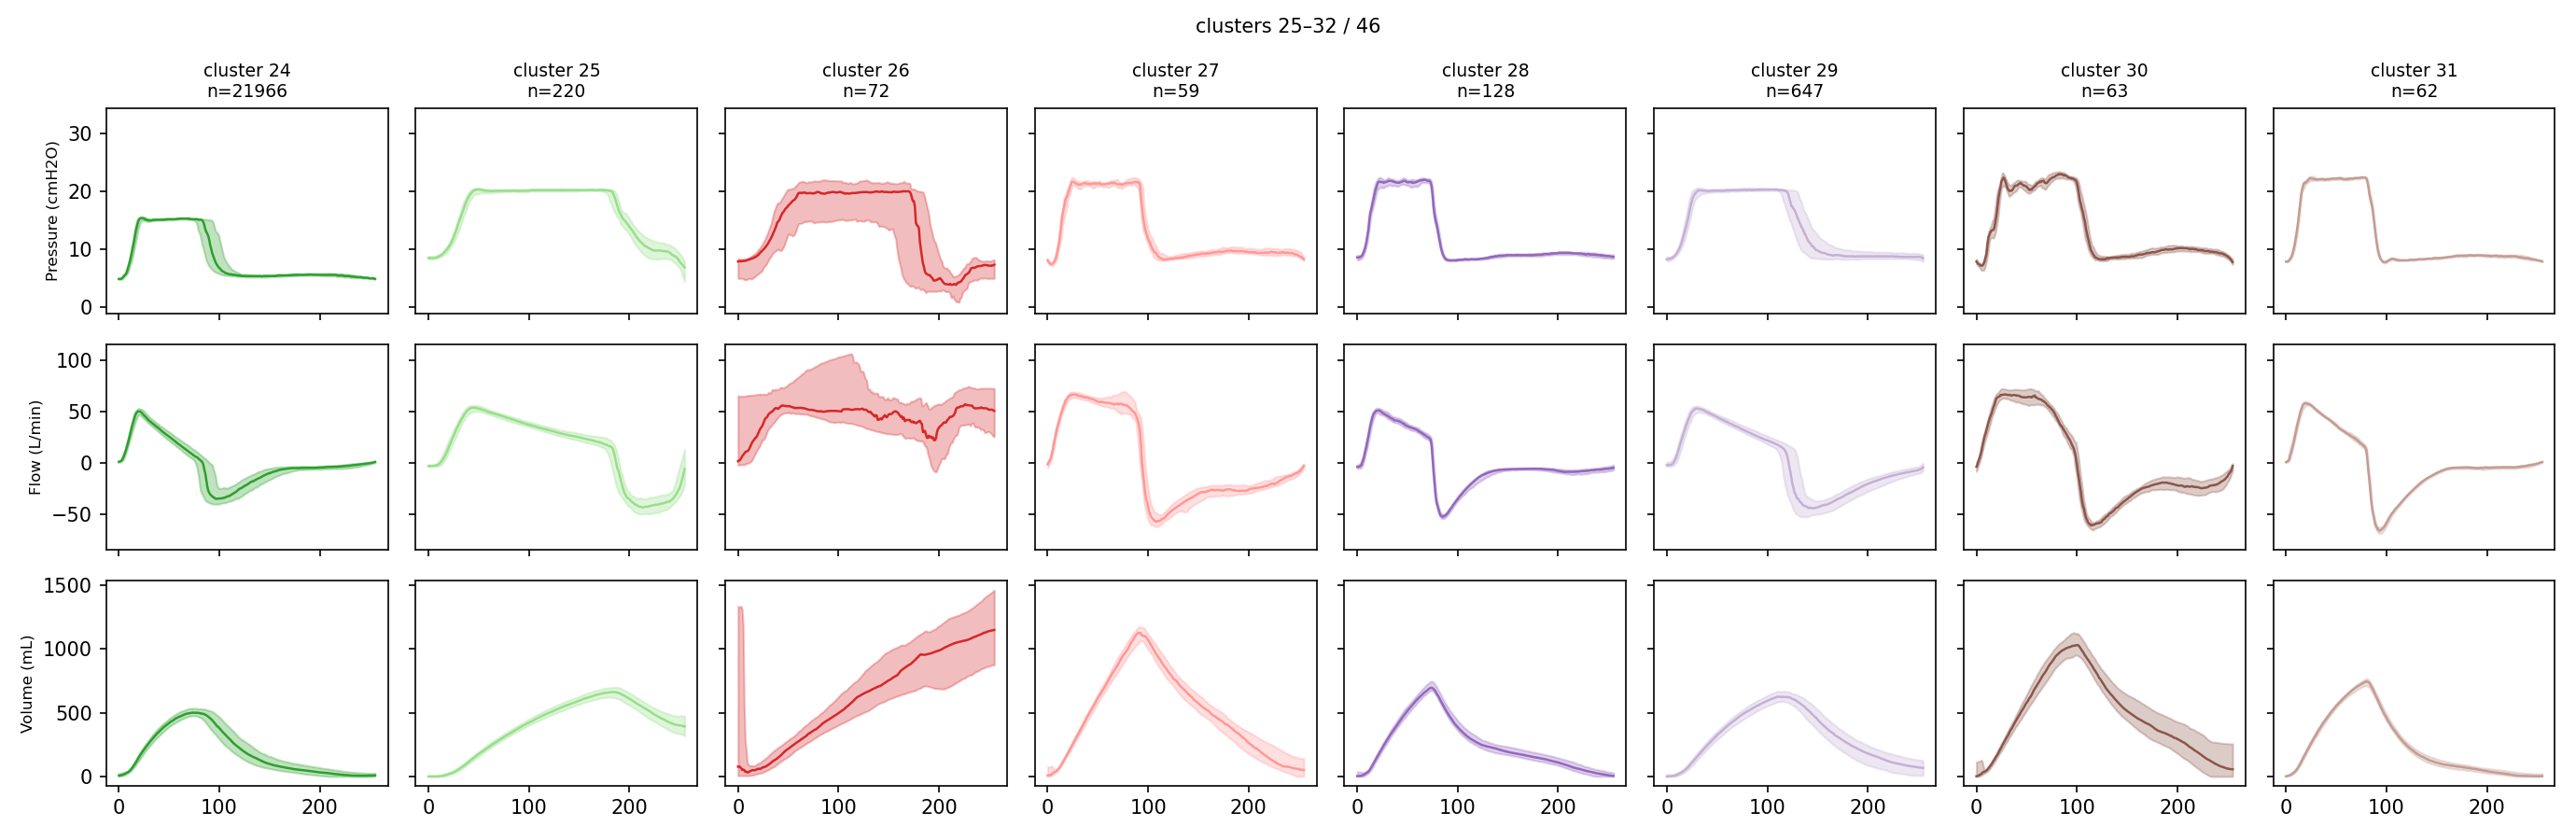 clusters 25–32 / 46
cluster 24
n=21966
cluster 25
n=220
cluster 26
n=72
cluster 27
n=59
cluster 28
n=128
cluster 29
n=647
cluster 30
n=63
cluster 31
n=62
Pressure (cmH2O)
30
20
10
0
Flow (L/min)
100
50
0
−50
Volume (mL)
1500
1000
500
0
0 100 200
0 100 200
0 100 200
0 100 200
0 100 200
0 100 200
0 100 200
0 100 200